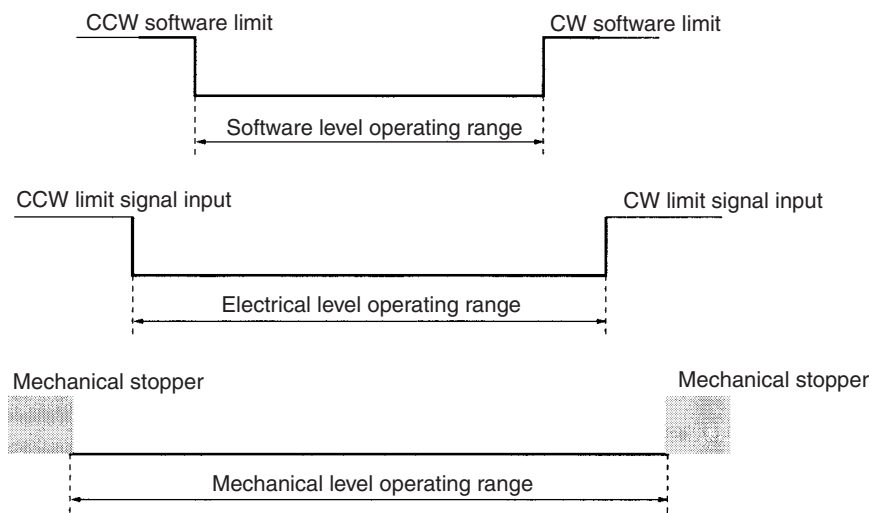 CCW software limit
CW software limit
Software level operating range
CCW limit signal input
CW limit signal input
Electrical level operating range
Mechanical stopper
Mechanical stopper
Mechanical level operating range